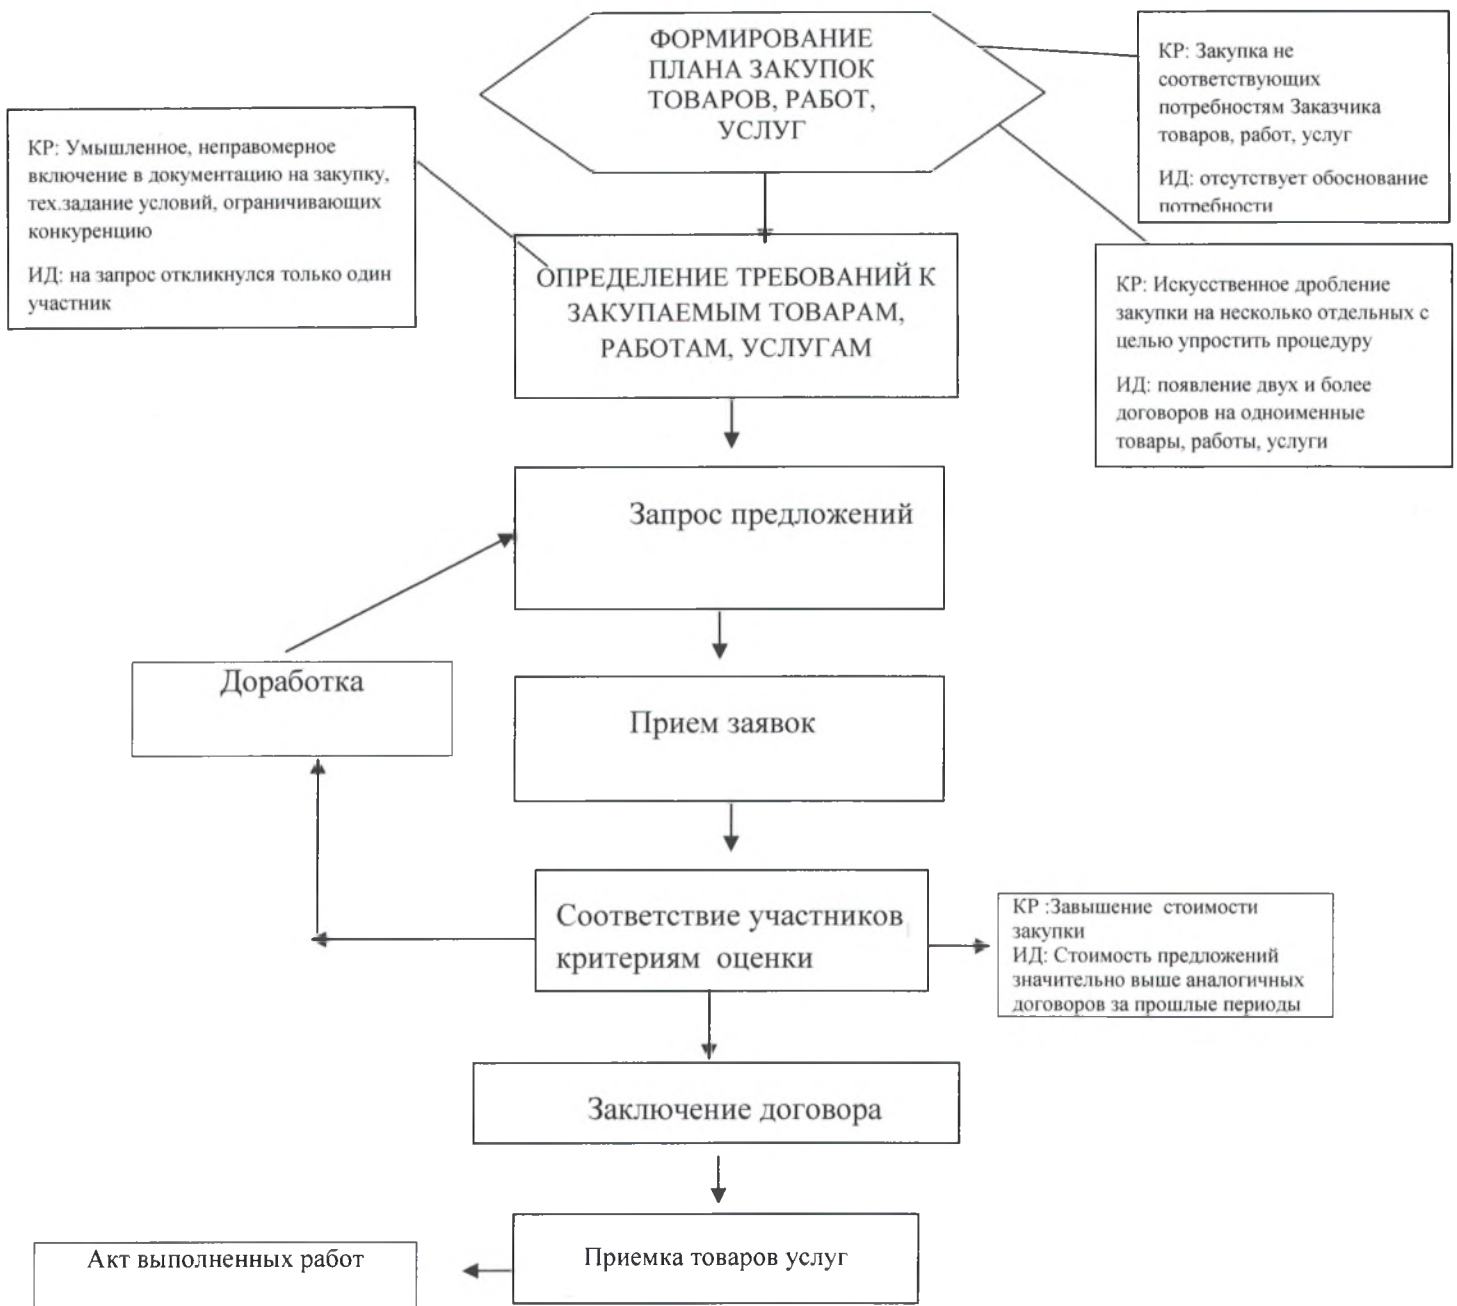 ФОРМИРОВАНИЕ
ПЛАНА ЗАКУПОК
ТОВАРОВ, РАБОТ,
УСЛУГ
КР: Закупка не
соответствующих
потребностям Заказчика
товаров, работ, услуг
ИД: отсутствует обоснование
потребности
КР: Умышленное, неправомерное
включение в документацию на закупку,
тех.задание условий, ограничивающих
конкуренцию
ИД: на запрос откликнулся только один
участник
ОПРЕДЕЛЕНИЕ ТРЕБОВАНИЙ К
ЗАКУПАЕМЫМ ТОВАРАМ,
РАБОТАМ, УСЛУГАМ
КР: Искусственное дробление
закупки на несколько отдельных с
целью упростить процедуру
ИД: появление двух и более
договоров на одноименные
товары, работы, услуги
Запрос предложений
Доработка
Прием заявок
Соответствие участников
критериям оценки
КР :Завышение стоимости
закупки
ИД: Стоимость предложений
значительно выше аналогичных
договоров за прошлые периоды
Заключение договора
Приемка товаров услуг
Акт выполненных работ